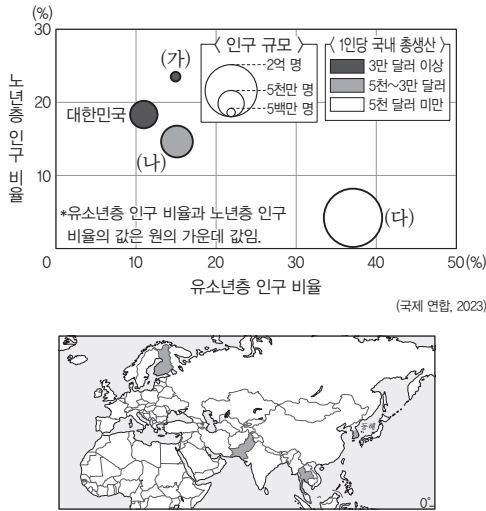 (%)
30
20
10
노년층 인구 비율
(가)
대한민국
(나)
(다)
〈 인구 규모 〉
2억 명
5천만 명
5백만 명
〈 1인당 국내 총생산 〉
3만 달러 이상
5천~3만 달러
5천 달러 미만
*유소년층 인구 비율과 노년층 인구
비율의 값은 원의 가운데 값임.
0 10 20 30 40 50(%)
유소년층 인구 비율
(국제 연합, 2023)
동해
0°